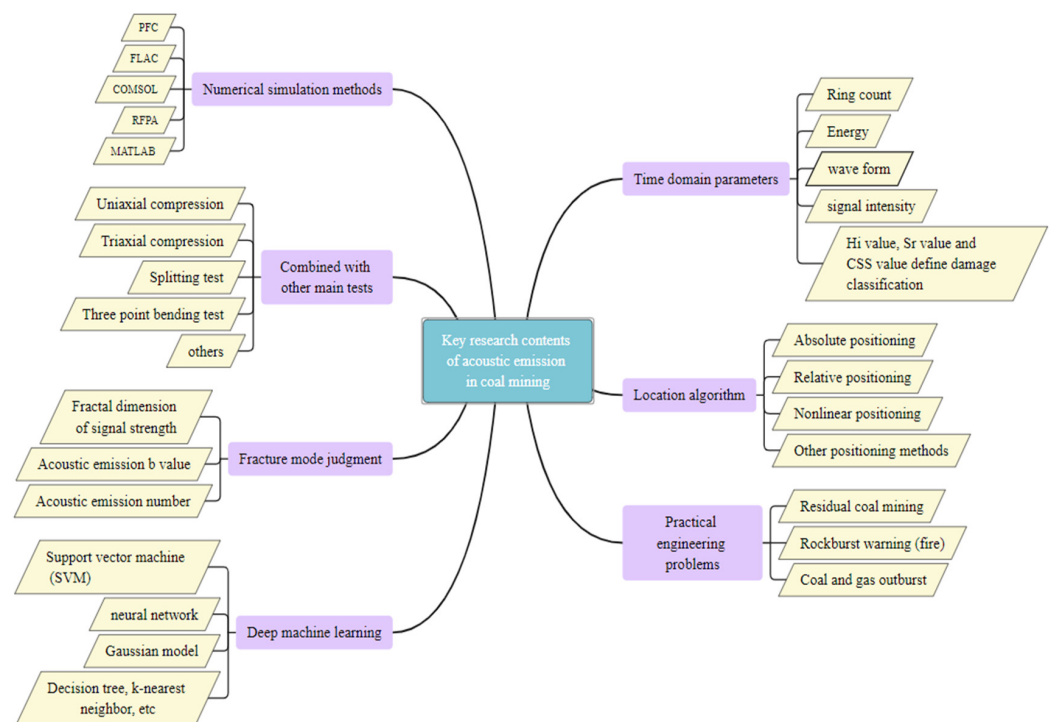 PFC
FLAC
COMSOL
RFPA
MATLAB
Numerical simulation methods
Uniaxial compression
Triaxial compression
Splitting test
Three point bending test
others
Combined with
other main tests
Fractal dimension
of signal strength
Acoustic emission b value
Acoustic emission number
Fracture mode judgment
Support vector machine
(SVM)
neural network
Gaussian model
Decision tree, k-nearest
neighbor, etc
Deep machine learning
Key research contents
of acoustic emission
in coal mining
Time domain parameters
Ring count
Energy
wave form
signal intensity
Hi value, Sr value and
CSS value define damage
classification
Location algorithm
Absolute positioning
Relative positioning
Nonlinear positioning
Other positioning methods
Practical
engineering
problems
Residual coal mining
Rockburst warning (fire)
Coal and gas outburst